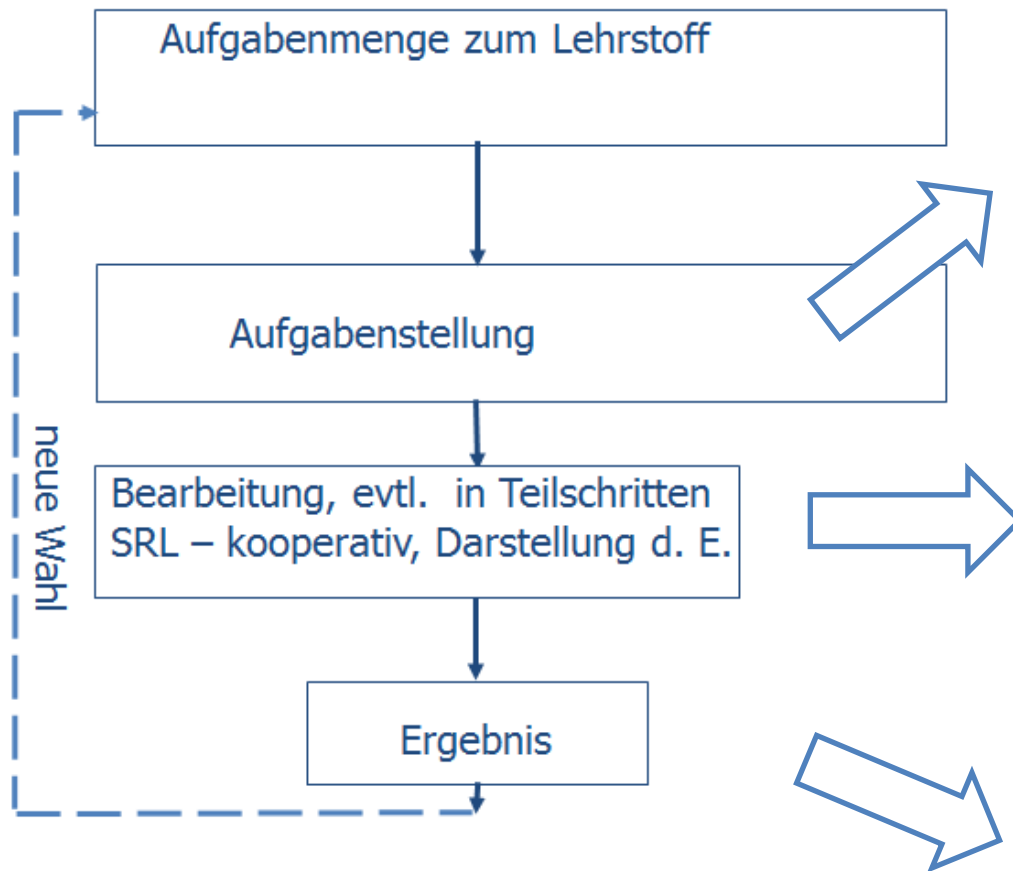 Aufgabenmenge zum Lehrstoff
Aufgabenstellung
Bearbeitung, evtl. in Teilschritten
SRL – kooperativ, Darstellung d. E.
Ergebnis
neue Wahl